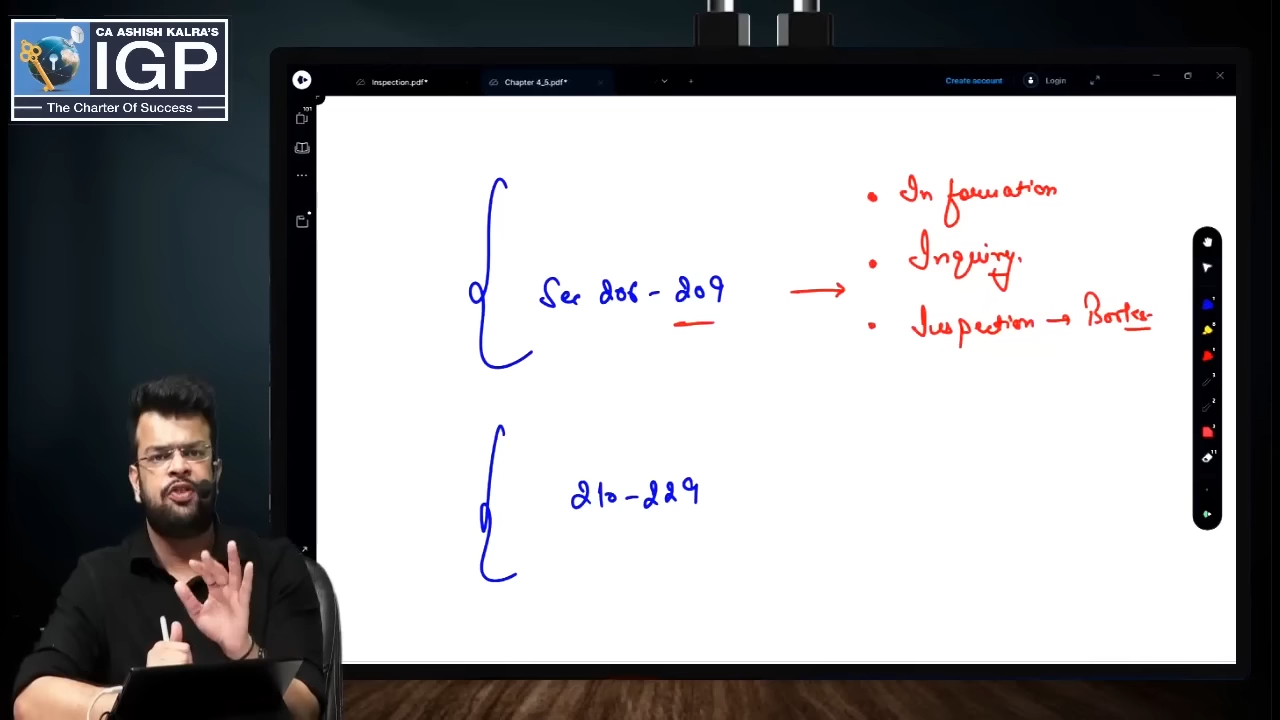 CA ASHISH KALRA'S
IGP
The Charter Of Success
Inspection.pdf*
Chapter 4_5.pdf*
Create account
Login
• Information
• Inquiry.
Sec 206 - 209 →
• Inspection → Books
210 - 229